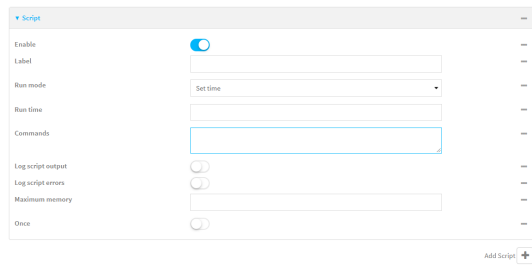 Script
Enable
Label
Run mode
Set time
Run time
Commands
Log script output
Log script errors
Maximum memory
Once
Add Script